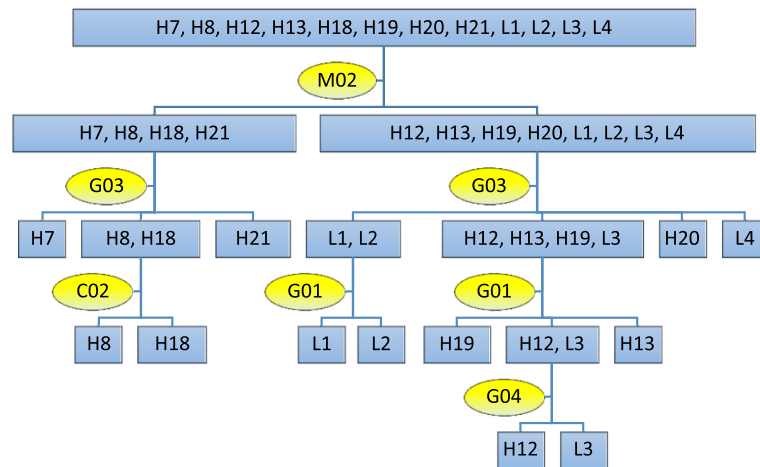 H7, H8, H12, H13, H18, H19, H20, H21, L1, L2, L3, L4
M02
H7, H8, H18, H21
H12, H13, H19, H20, L1, L2, L3, L4
G03
G03
H7
H8, H18
H21
L1, L2
H12, H13, H19, L3
H20
L4
C02
G01
G01
H8
H18
L1
L2
H19
H12, L3
H13
G04
H12
L3